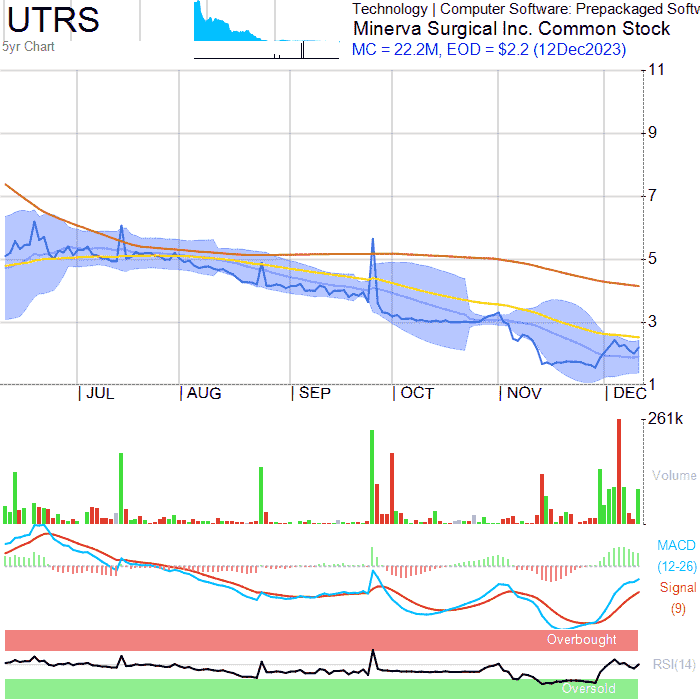 UTRS
5yr Chart
Technology | Computer Software: Prepackaged Softw
Minerva Surgical Inc. Common Stock
MC = 22.2M, EOD = $2.2 (12Dec2023)
11
9
7
5
3
1
| JUL | AUG | SEP | OCT | NOV | DEC
261k
Volume
MACD
(12-26)
Signal
(9)
Overbought
RSI(14)
Oversold